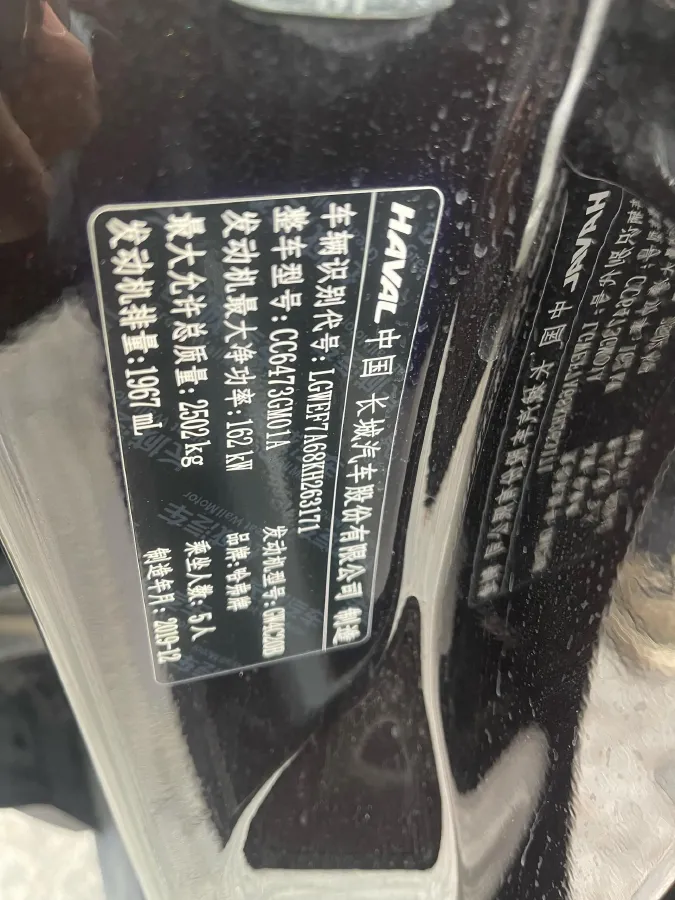 HAVAL 中国 长城汽车股份有限公司 制造
车辆识别代号：LGWEF7A68KH263171
整车型号：CC6473GM01A 发动机型号：GW4C20B
发动机最大净功率：162 kW 品牌：哈弗牌
最大允许总质量：2502 kg 乘坐人数：5人
发动机排量：1967 mL 制造年月：2019-12